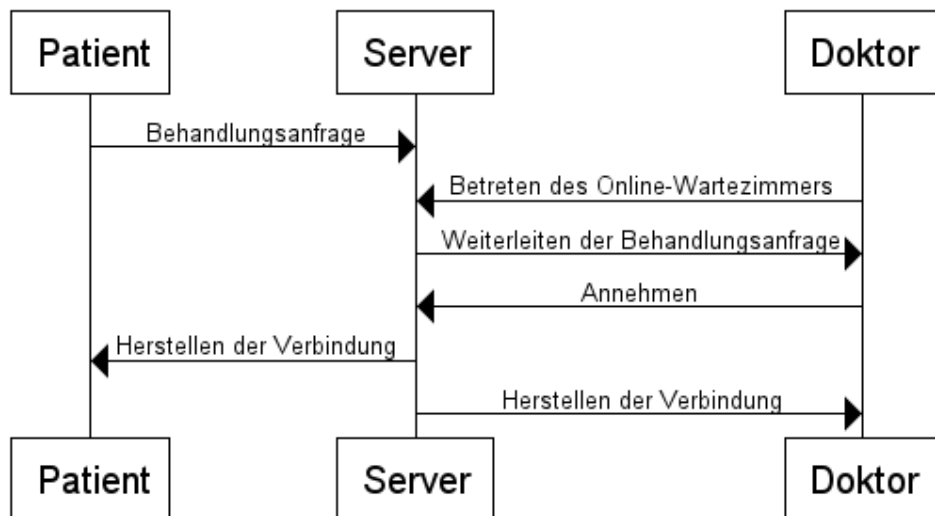 Patient
Server
Doktor
Behandlungsanfrage
Betreten des Online-Wartezimmers
Weiterleiten der Behandlungsanfrage
Annehmen
Herstellen der Verbindung
Herstellen der Verbindung
Patient
Server
Doktor